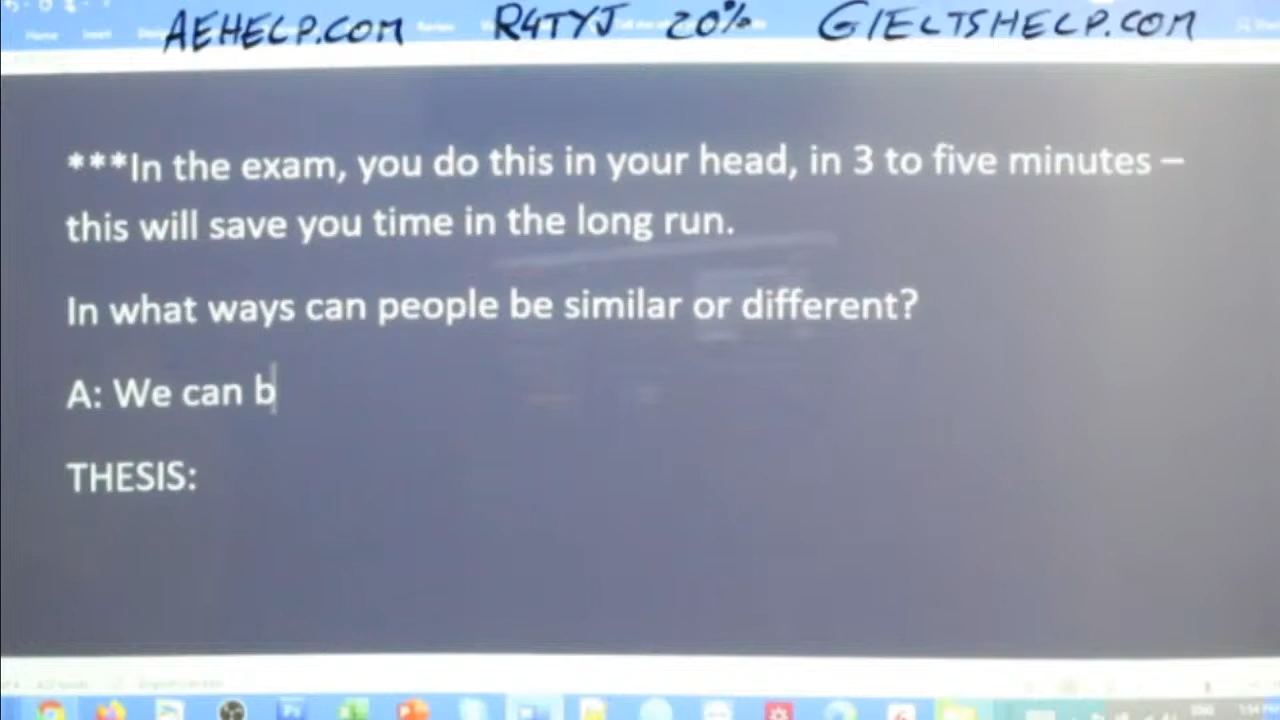 AEHELP.COM R4TYJ 20% GIELTSHELP.COM
Home Insert
***In the exam, you do this in your head, in 3 to five minutes –
this will save you time in the long run.
In what ways can people be similar or different?
A: We can b
THESIS: